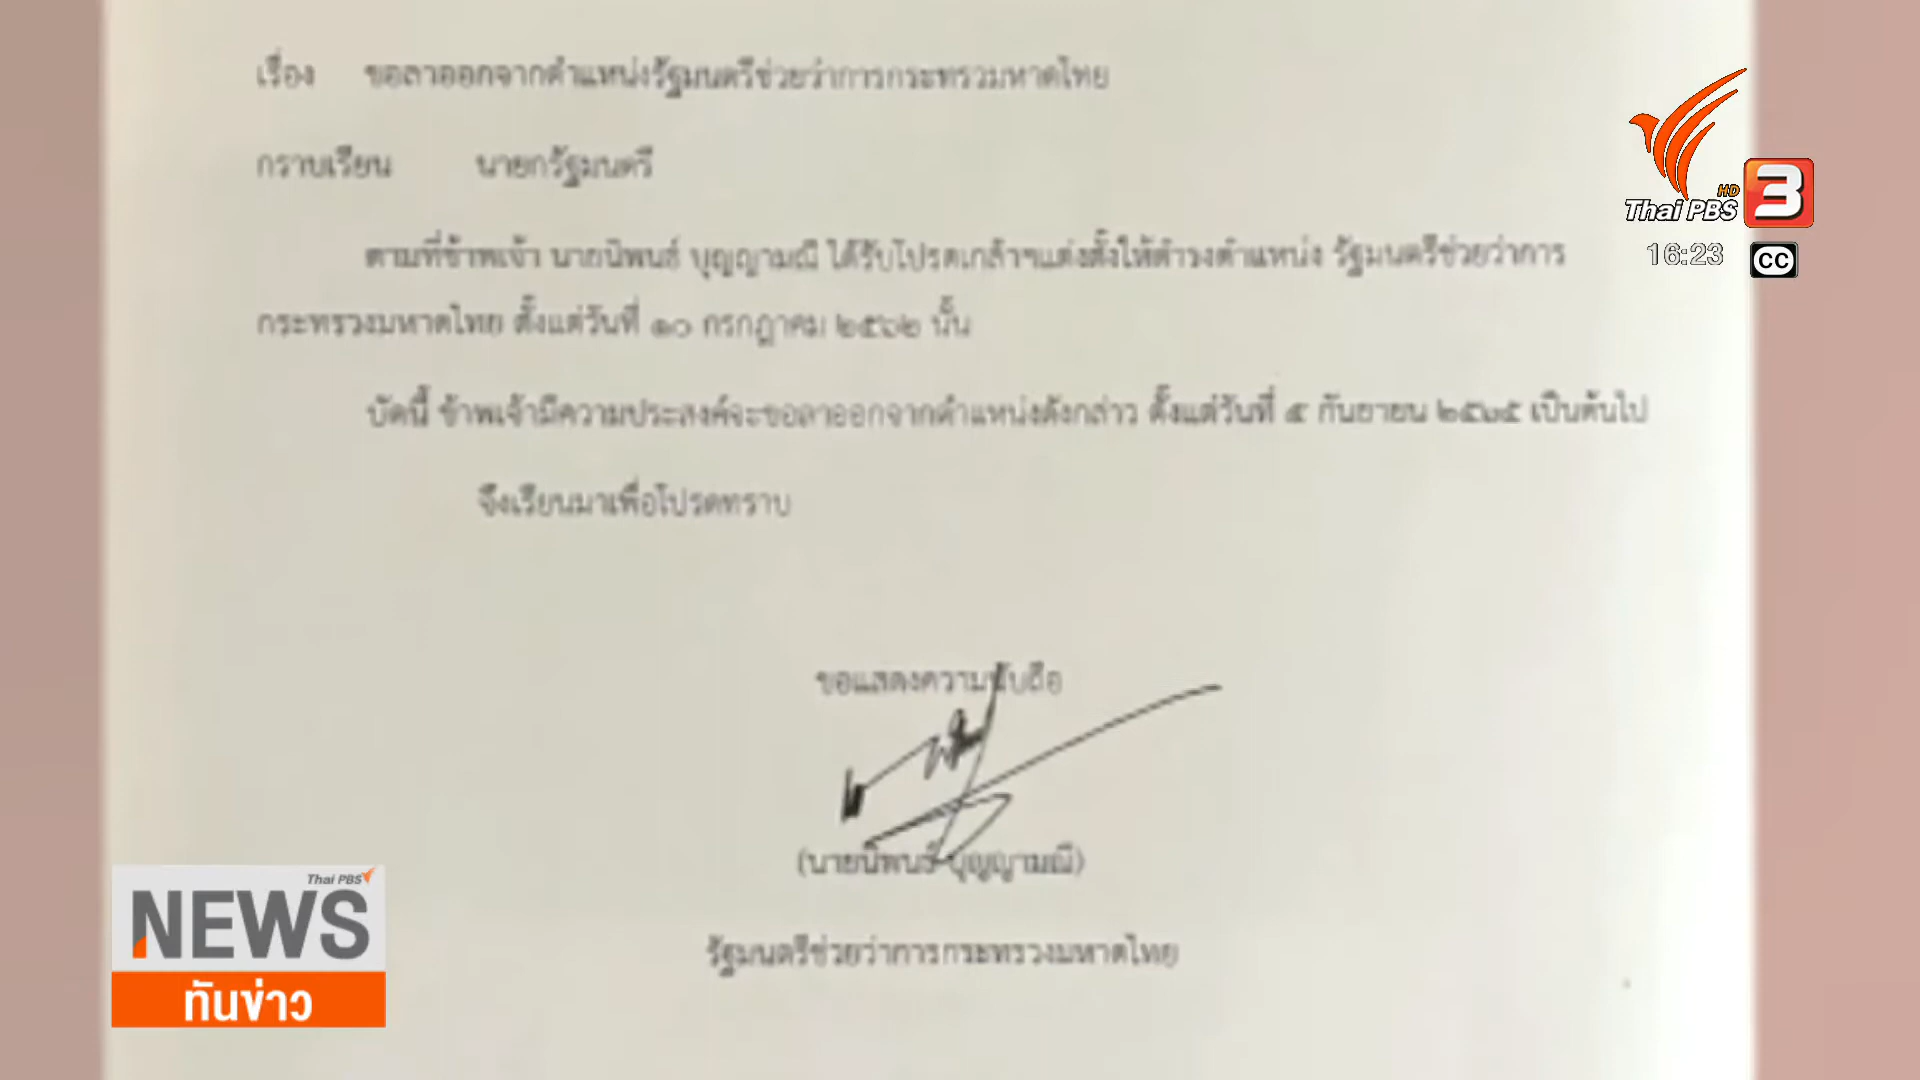 เรื่อง ขอลาออกจากตำแหน่งรัฐมนตรีช่วยว่าการกระทรวมหาดไทย
กราบเรียน นายกรัฐมนตรี
ตามที่ข้าพเจ้า นายนิพนธ์ บุญญามณี ได้รับโปรดเกล้าฯแต่งตั้งให้ดำรงตำแหน่ง รัฐมนตรีช่วยว่าการ
กระทรวงมหาดไทย ตั้งแต่วันที่ ๑๐ กรกฎาคม ๒๕๖๒ นั้น
บัดนี้ ข้าพเจ้ามีความประสงค์จะขอลาออกจากตำแหน่งดังกล่าว ตั้งแต่วันที่ ๕ กันยายน ๒๕๖๕ เป็นต้นไป
จึงเรียนมาเพื่อโปรดทราบ
ขอแสดงความนับถือ
(นายนิพนธ์ บุญญามณี)
รัฐมนตรีช่วยว่าการกระทรวงมหาดไทย
Thai PBS HD 3
16:23 CC
Thai PBS
NEWS
ทันข่าว